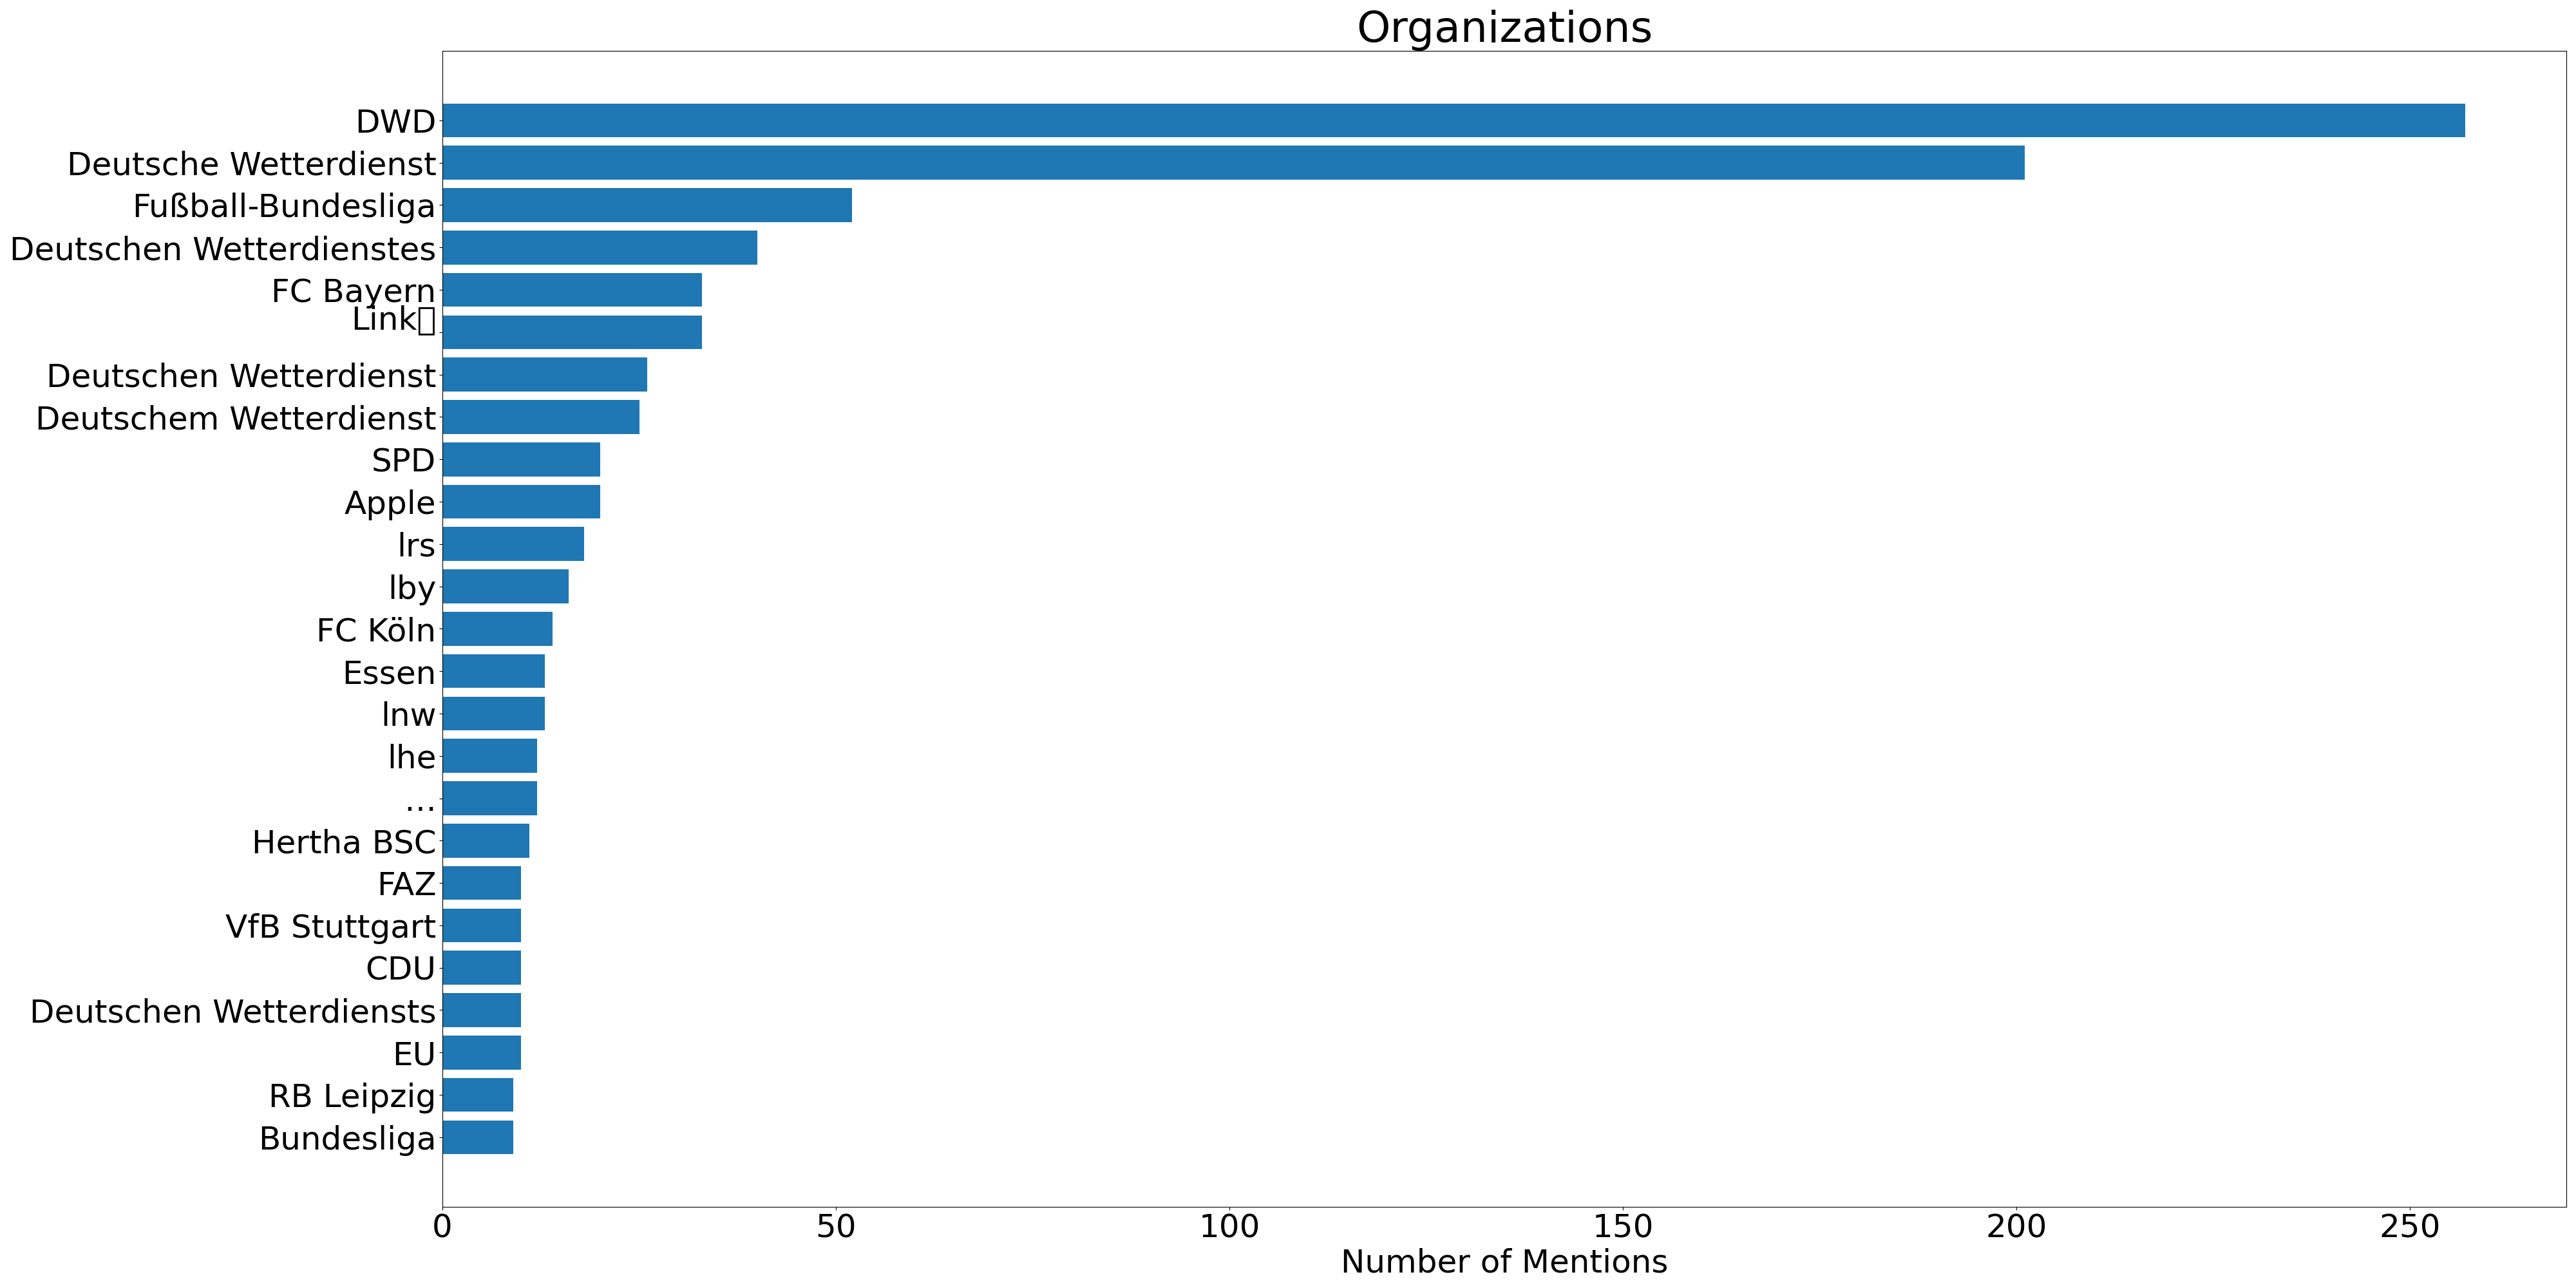 Organizations
DWD
Deutsche Wetterdienst
Fußball-Bundesliga
Deutschen Wetterdienstes
FC Bayern
Link
Deutschen Wetterdienst
Deutschem Wetterdienst
SPD
Apple
lrs
lby
FC Köln
Essen
lnw
lhe
…
Hertha BSC
FAZ
VfB Stuttgart
CDU
Deutschen Wetterdiensts
EU
RB Leipzig
Bundesliga
0 50 100 150 200 250
Number of Mentions